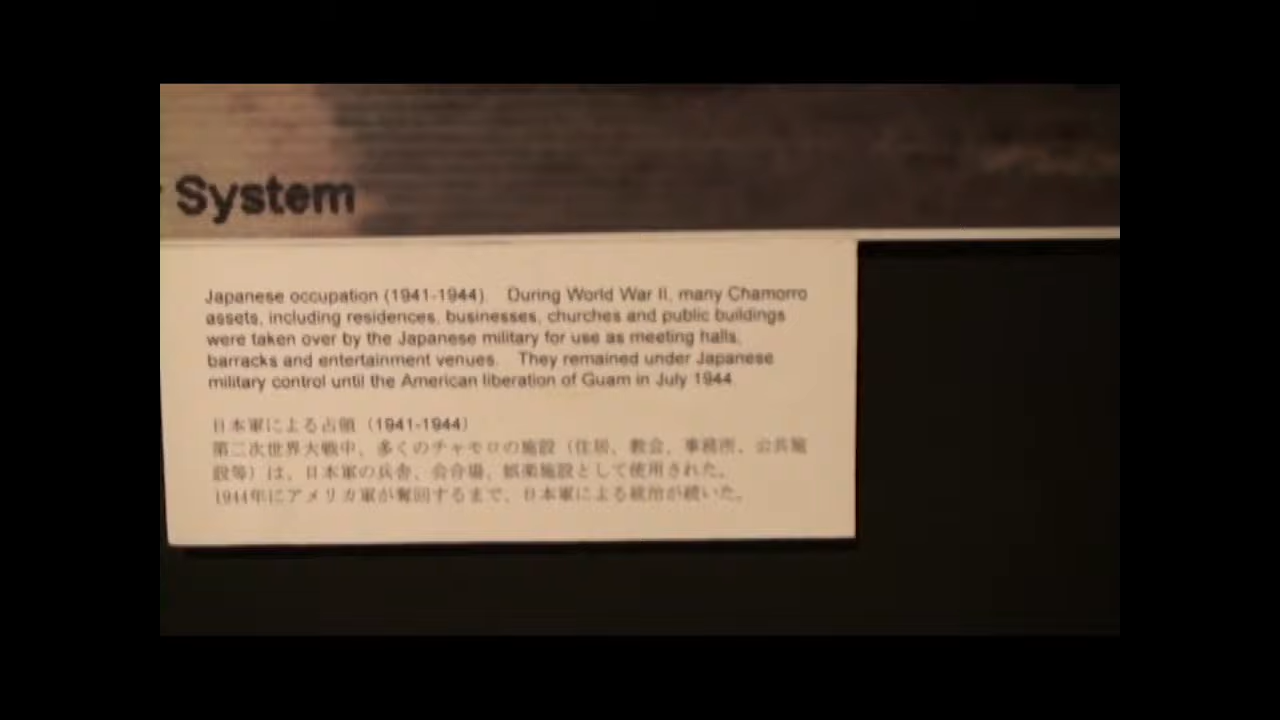 System
Japanese occupation (1941-1944). During World War II, many Chamorro
assets, including residences, businesses, churches and public buildings
were taken over by the Japanese military for use as meeting halls,
barracks and entertainment venues. They remained under Japanese
military control until the American liberation of Guam in July 1944.
日本軍による占領（1941-1944）
第二次世界大戦中、多くのチャモロの施設（住居、教会、事務所、公共施
設等）は、日本軍の兵舎、会合場、娯楽施設として使用された。
1944年にアメリカ軍が奪回するまで、日本軍による統治が続いた。